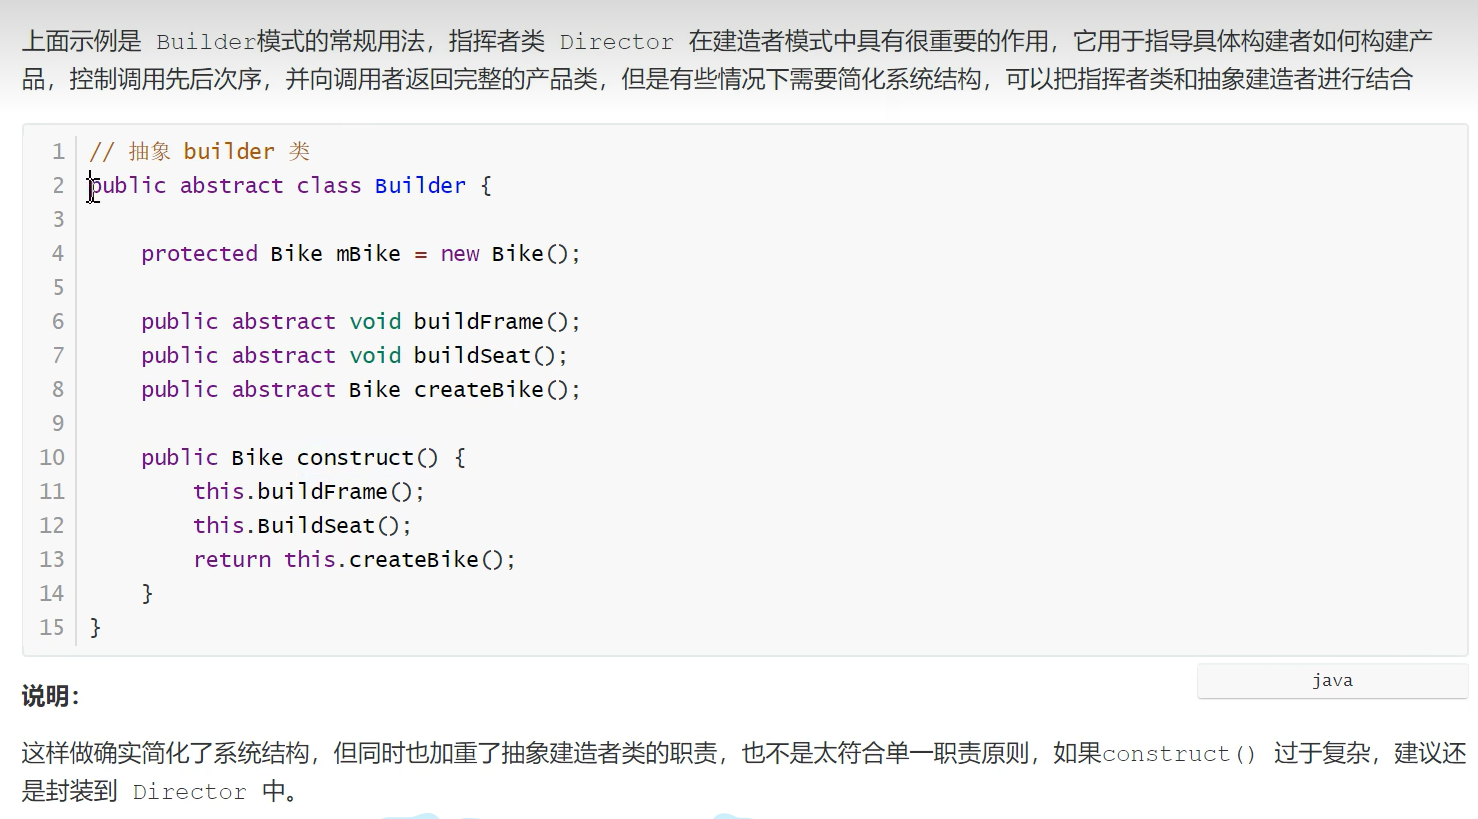 上面示例是 Builder模式的常规用法，指挥者类 Director 在建造者模式中具有很重要的作用，它用于指导具体构建者如何构建产
品，控制调用先后次序，并向调用者返回完整的产品类，但是有些情况下需要简化系统结构，可以把指挥者类和抽象建造者进行结合
1 // 抽象 builder 类
2 public abstract class Builder {
3
4     protected Bike mBike = new Bike();
5
6     public abstract void buildFrame();
7     public abstract void buildSeat();
8     public abstract Bike createBike();
9
10     public Bike construct() {
11         this.buildFrame();
12         this.BuildSeat();
13         return this.createBike();
14     }
15 }
java
说明：
这样做确实简化了系统结构，但同时也加重了抽象建造者类的职责，也不是太符合单一职责原则，如果construct() 过于复杂，建议还
是封装到 Director 中。